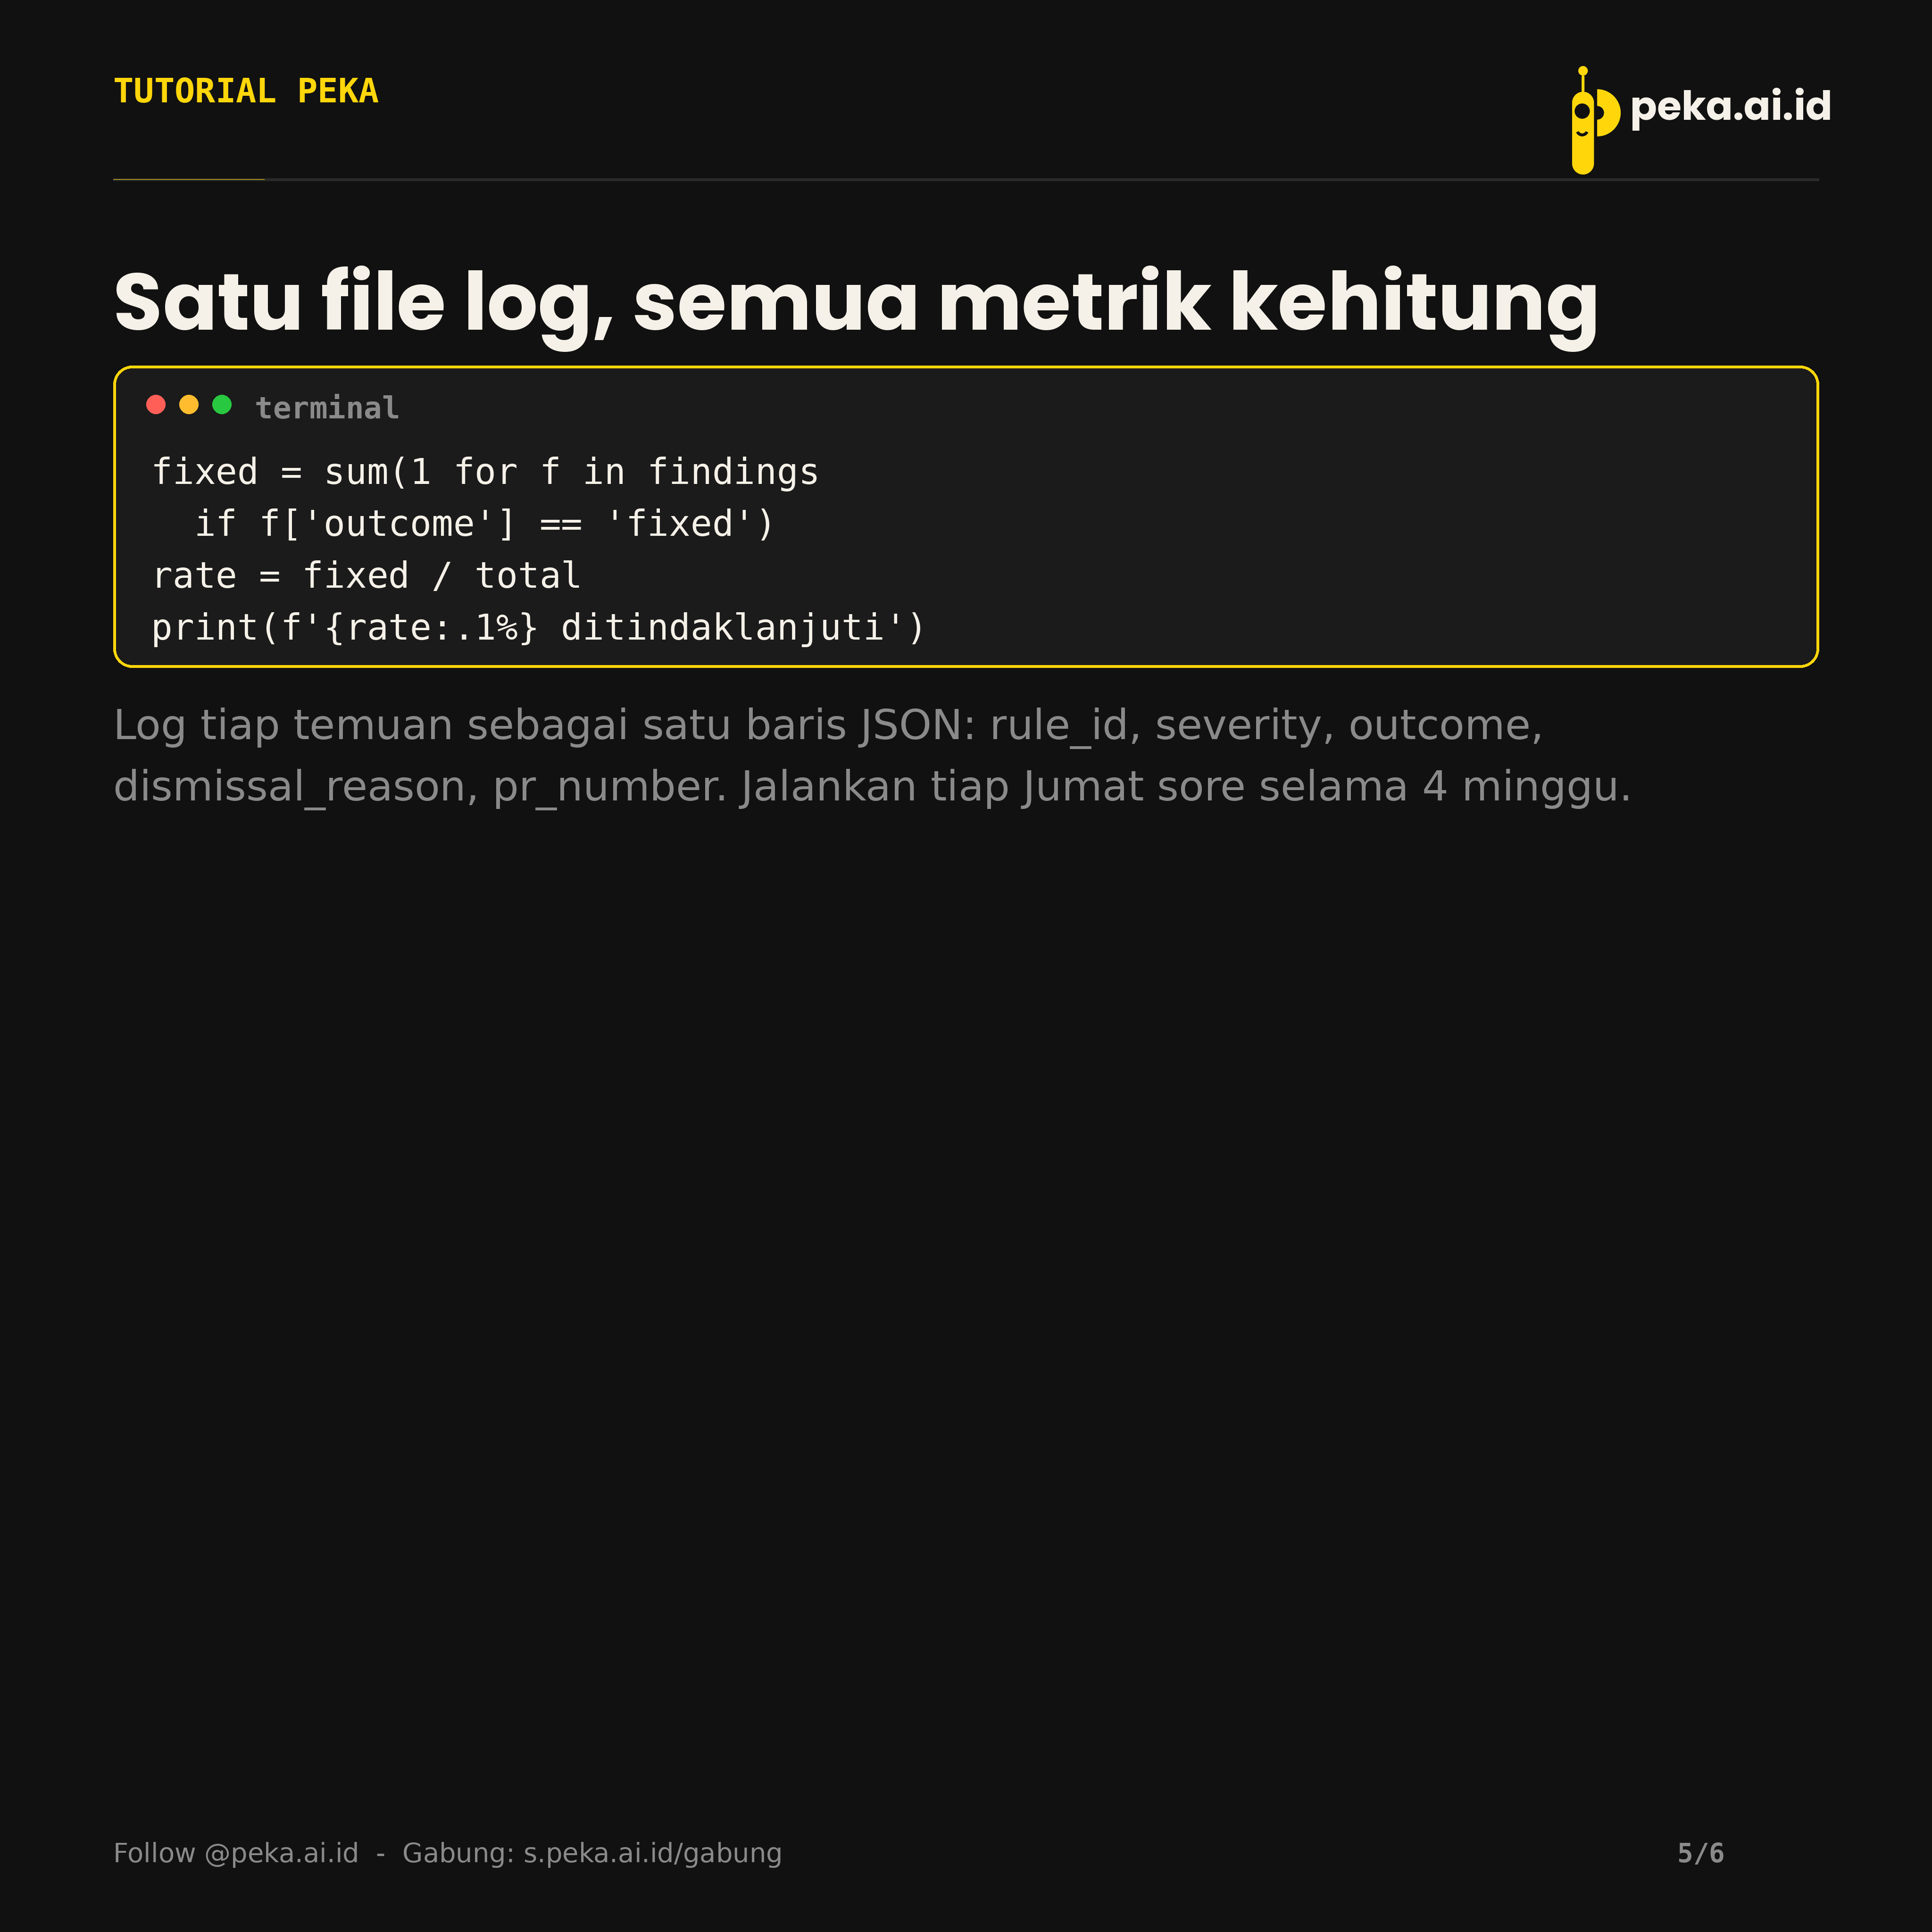 TUTORIAL PEKA
peka.ai.id
Satu file log, semua metrik kehitung
terminal
fixed = sum(1 for f in findings
  if f['outcome'] == 'fixed')
rate = fixed / total
print(f'{rate:.1%} ditindaklanjuti')
Log tiap temuan sebagai satu baris JSON: rule_id, severity, outcome,
dismissal_reason, pr_number. Jalankan tiap Jumat sore selama 4 minggu.
Follow @peka.ai.id - Gabung: s.peka.ai.id/gabung
5/6